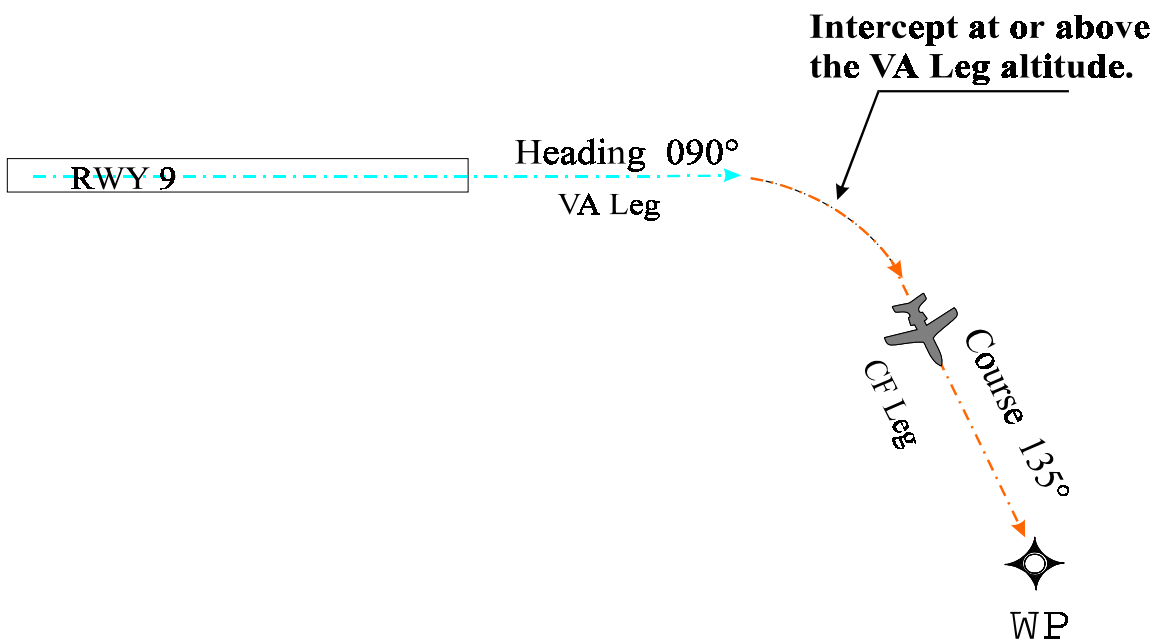 Intercept at or above
the VA Leg altitude.
Heading 090°
RWY 9
VA Leg
Course 135°
CF Leg
WP